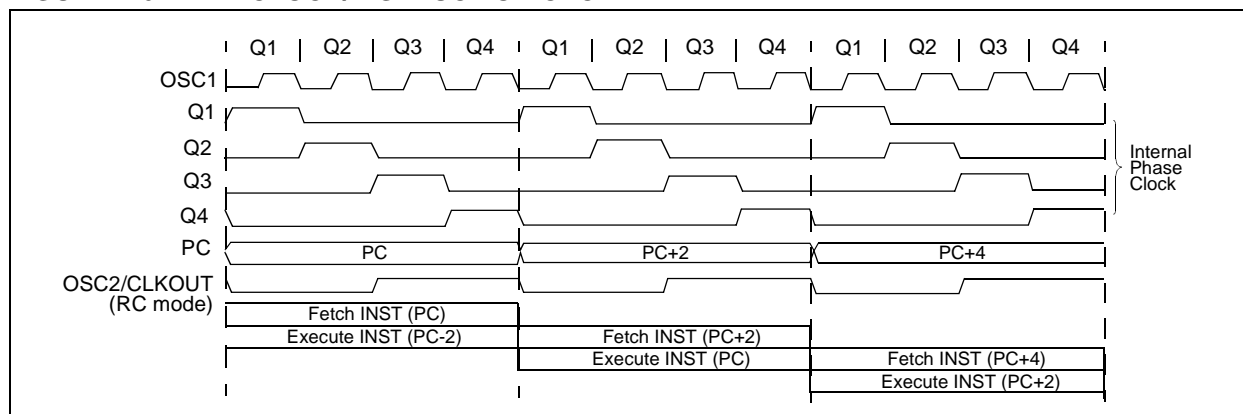 Q1 | Q2 | Q3 | Q4 Q1 | Q2 | Q3 | Q4 Q1 | Q2 | Q3 | Q4
OSC1
Q1
Q2
Q3
Q4
Internal
Phase
Clock
PC PC PC+2 PC+4
OSC2/CLKOUT
(RC mode)
Fetch INST (PC)
Execute INST (PC-2) Fetch INST (PC+2)
Execute INST (PC) Fetch INST (PC+4)
Execute INST (PC+2)